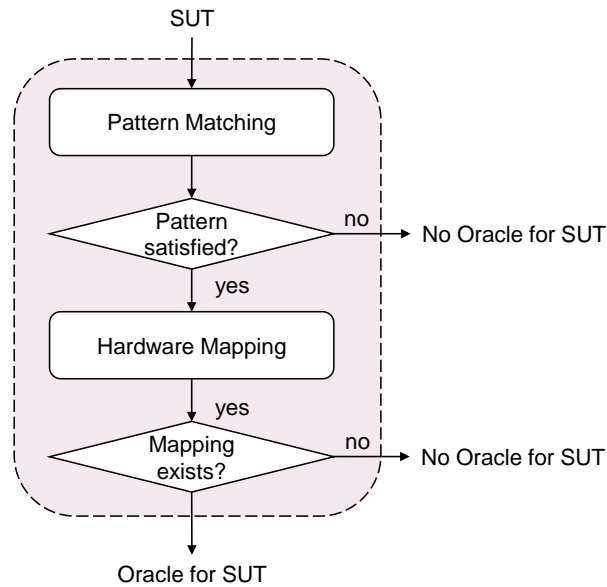 SUT
Pattern Matching
Pattern
satisfied?
no
No Oracle for SUT
yes
Hardware Mapping
yes
Mapping
exists?
no
No Oracle for SUT
Oracle for SUT